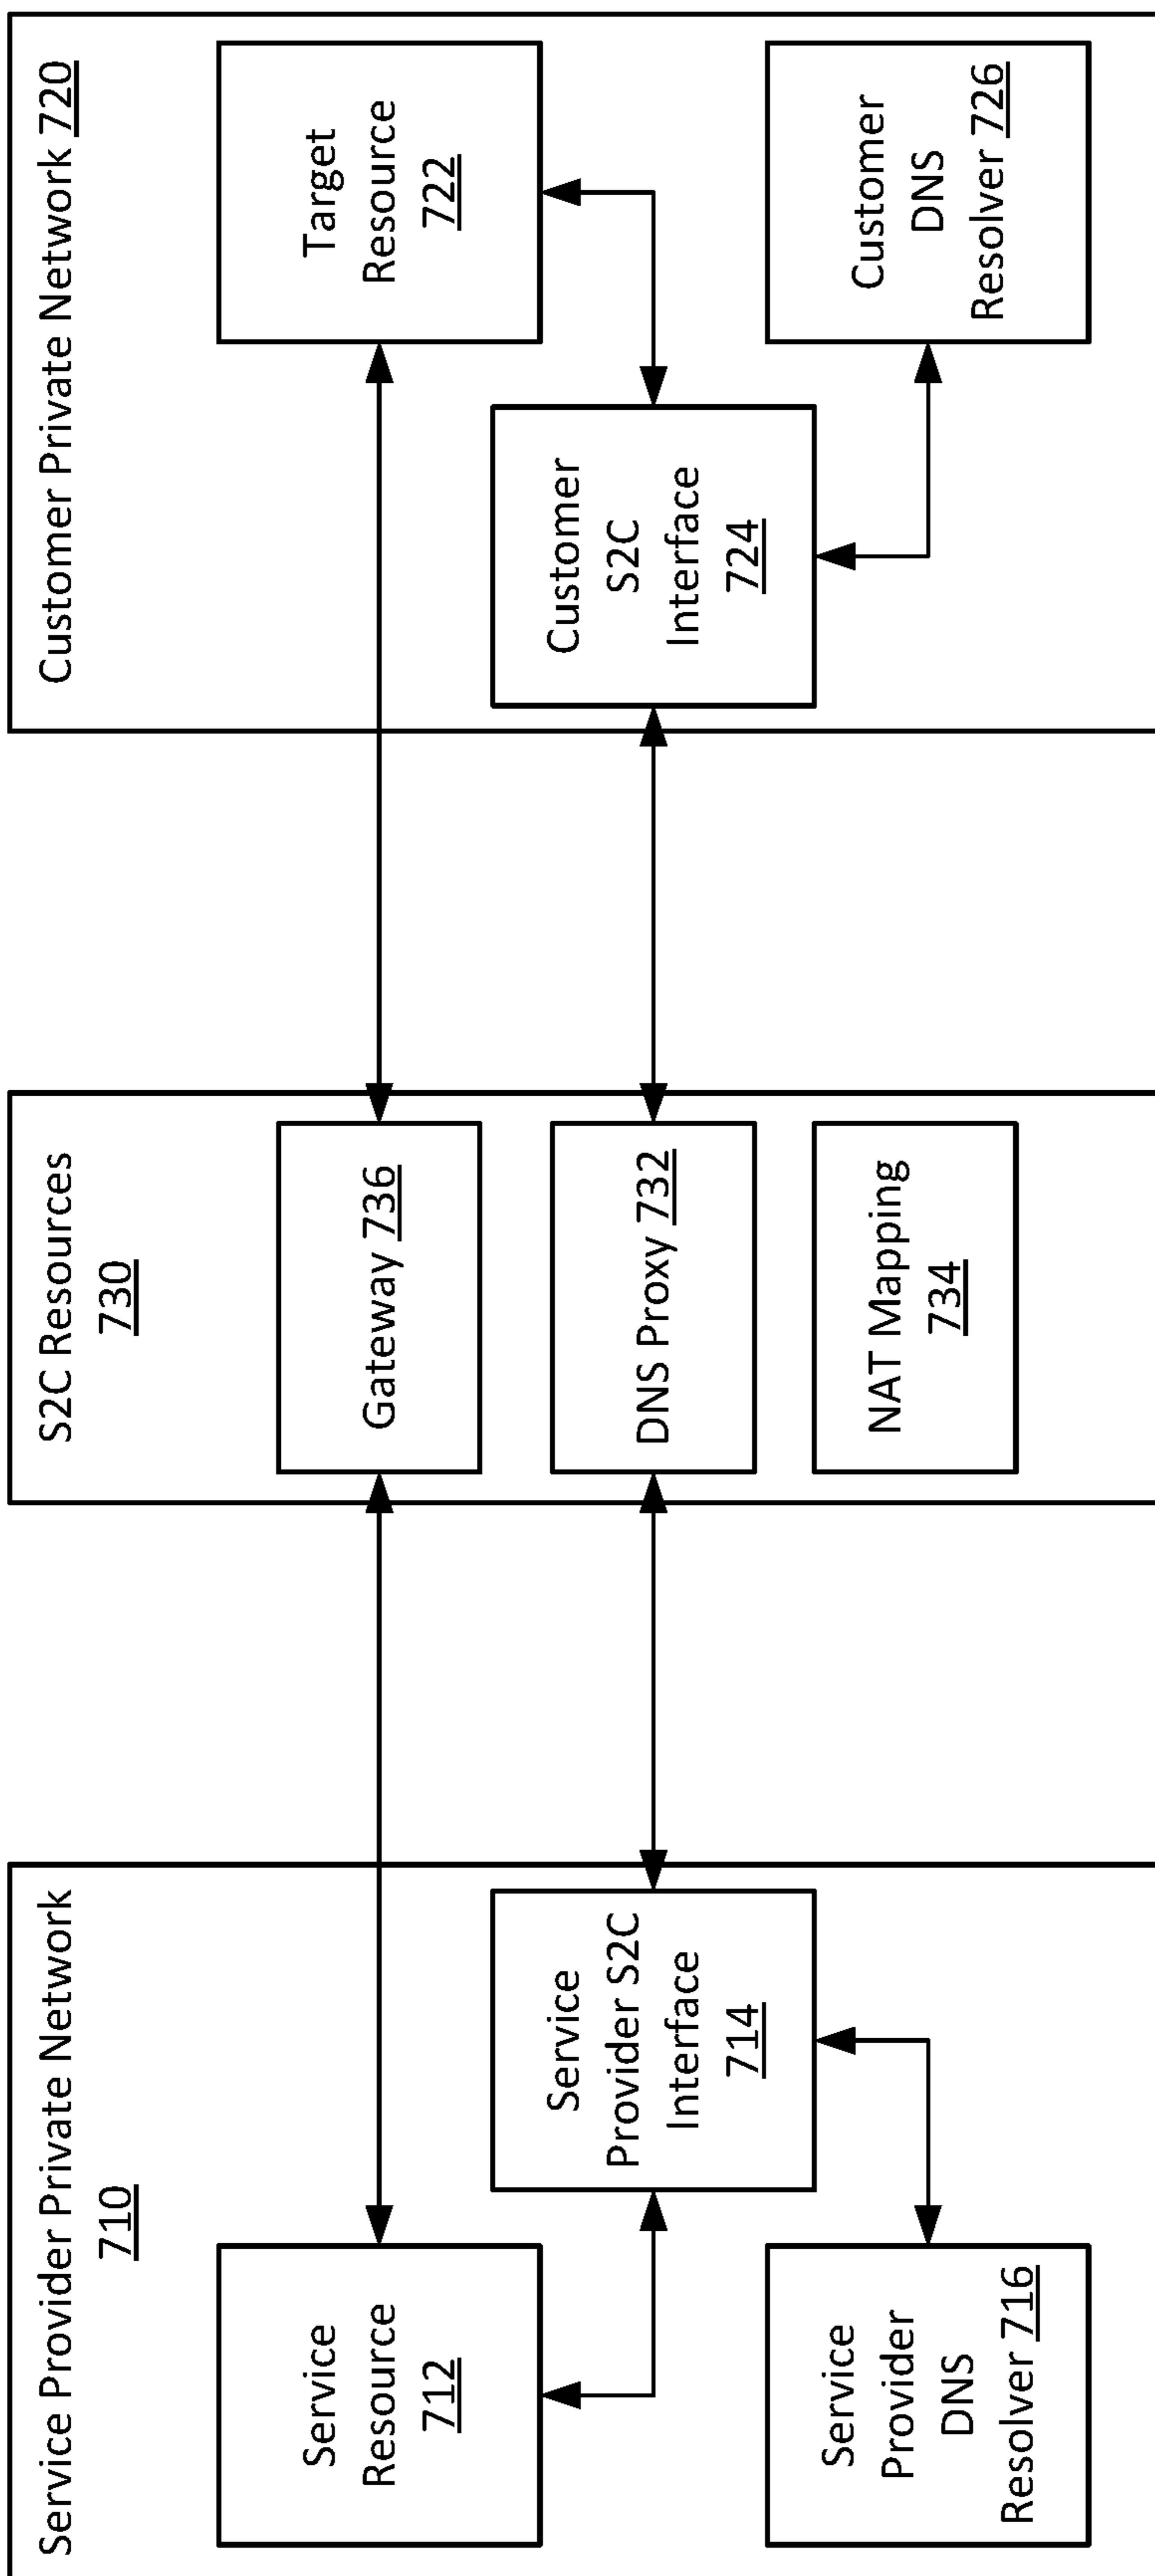 Service Provider Private Network
710
Service
Resource
712
Service
Provider S2C
Interface
714
Service
Provider
DNS
Resolver 716
S2C Resources
730
Gateway 736
DNS Proxy 732
NAT Mapping
734
Customer Private Network 720
Target
Resource
722
Customer
S2C
Interface
724
Customer
DNS
Resolver 726